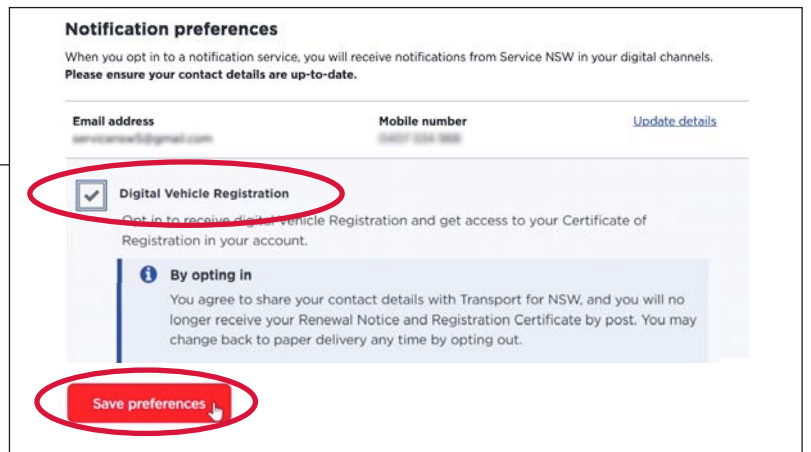 Notification preferences
When you opt in to a notification service, you will receive notifications from Service NSW in your digital channels.
Please ensure your contact details are up-to-date.
Email address Mobile number Update details
Digital Vehicle Registration
Opt in to receive digital Vehicle Registration and get access to your Certificate of
Registration in your account.
By opting in
You agree to share your contact details with Transport for NSW, and you will no
longer receive your Renewal Notice and Registration Certificate by post. You may
change back to paper delivery any time by opting out.
Save preferences